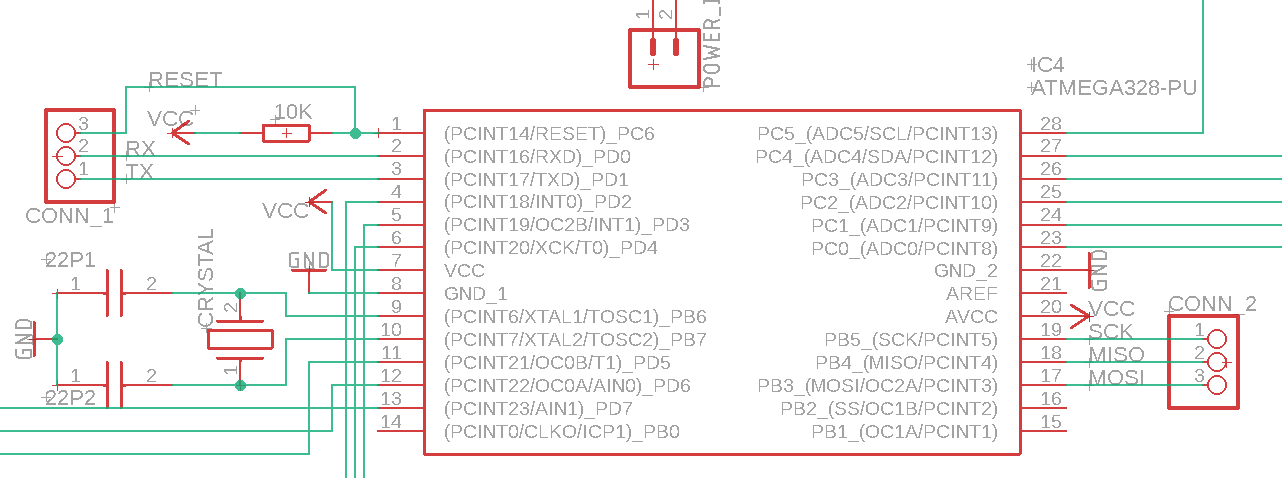 1 2
POWER_
IC4
ATMEGA328-PU
RESET
VCC
10K
3
2
1
RX
TX
CONN_1
VCC
GND
22P1
1 2
CRYSTAL
2
1
GND
1 2
22P2
1 (PCINT14/RESET)_PC6
2 (PCINT16/RXD)_PD0
3 (PCINT17/TXD)_PD1
4 (PCINT18/INT0)_PD2
5 (PCINT19/OC2B/INT1)_PD3
6 (PCINT20/XCK/T0)_PD4
7 VCC
8 GND_1
9 (PCINT6/XTAL1/TOSC1)_PB6
10 (PCINT7/XTAL2/TOSC2)_PB7
11 (PCINT21/OC0B/T1)_PD5
12 (PCINT22/OC0A/AIN0)_PD6
13 (PCINT23/AIN1)_PD7
14 (PCINT0/CLKO/ICP1)_PB0
PC5_(ADC5/SCL/PCINT13) 28
PC4_(ADC4/SDA/PCINT12) 27
PC3_(ADC3/PCINT11) 26
PC2_(ADC2/PCINT10) 25
PC1_(ADC1/PCINT9) 24
PC0_(ADC0/PCINT8) 23
GND_2 22
AREF 21
AVCC 20
PB5_(SCK/PCINT5) 19
PB4_(MISO/PCINT4) 18
PB3_(MOSI/OC2A/PCINT3) 17
PB2_(SS/OC1B/PCINT2) 16
PB1_(OC1A/PCINT1) 15
GND
VCC
SCK
MISO
MOSI
CONN_2
1
2
3